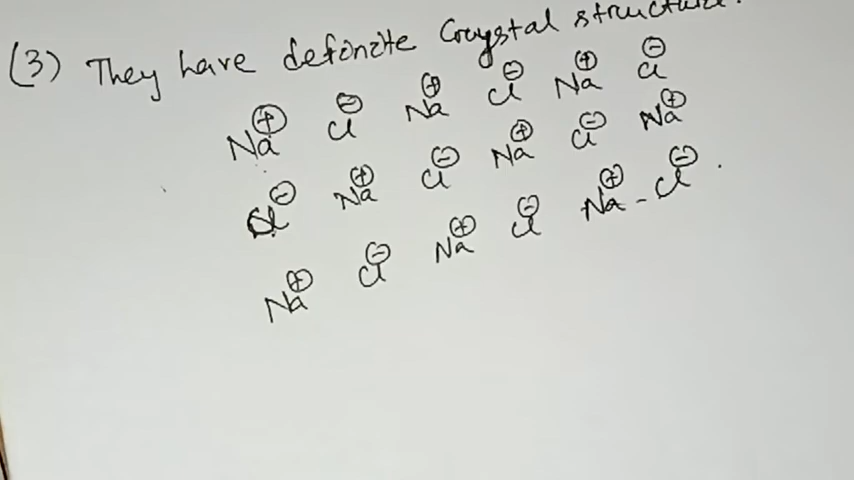 (3) They have definite Crystal structure.
Na⊕ Cl⊖ Na⊕ Cl⊖ Na⊕ Cl⊖
Cl⊖ Na⊕ Cl⊖ Na⊕ Cl⊖ Na⊕
Na⊕ Cl⊖ Na⊕ Cl⊖ Na⊕ - Cl⊖ .